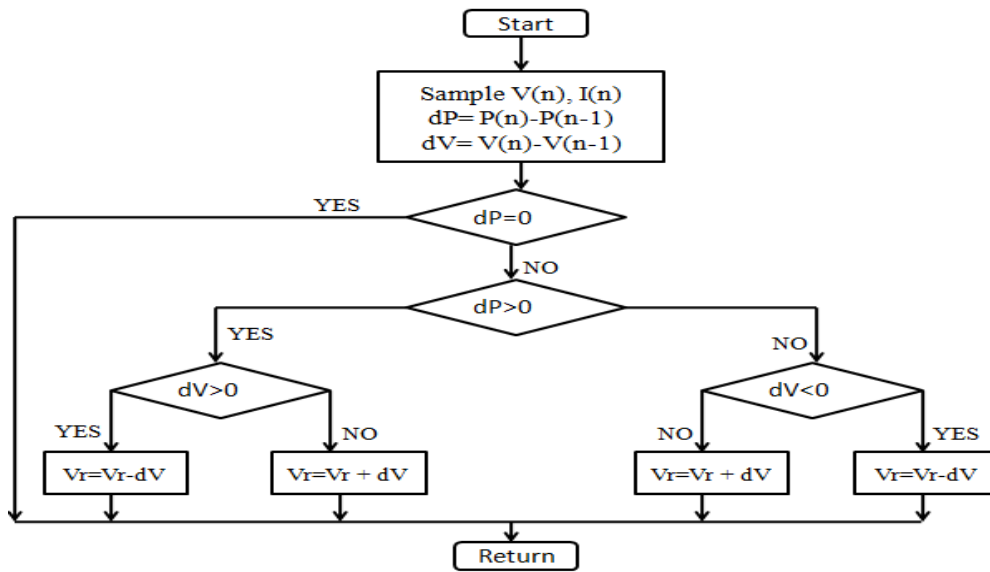 Start
Sample V(n), I(n)
dP= P(n)-P(n-1)
dV= V(n)-V(n-1)
YES
dP=0
NO
dP>0
YES
NO
dV>0
dV<0
YES
NO
NO
YES
Vr=Vr-dV
Vr=Vr + dV
Vr=Vr + dV
Vr=Vr-dV
Return